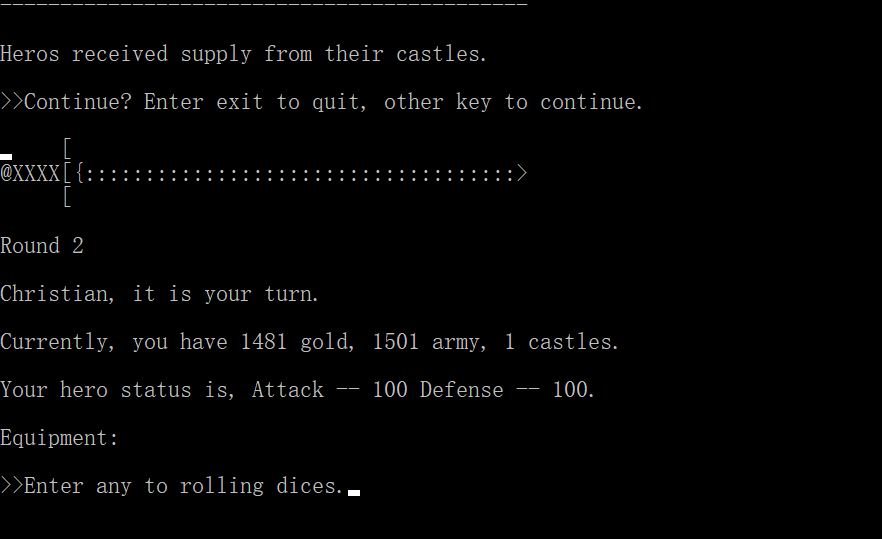 --------------------------------------------
Heros received supply from their castles.
>>Continue? Enter exit to quit, other key to continue.
[
@XXXX[{::::::::::::::::::::::::::::::::::::>
[
Round 2
Christian, it is your turn.
Currently, you have 1481 gold, 1501 army, 1 castles.
Your hero status is, Attack -- 100 Defense -- 100.
Equipment:
>>Enter any to rolling dices.